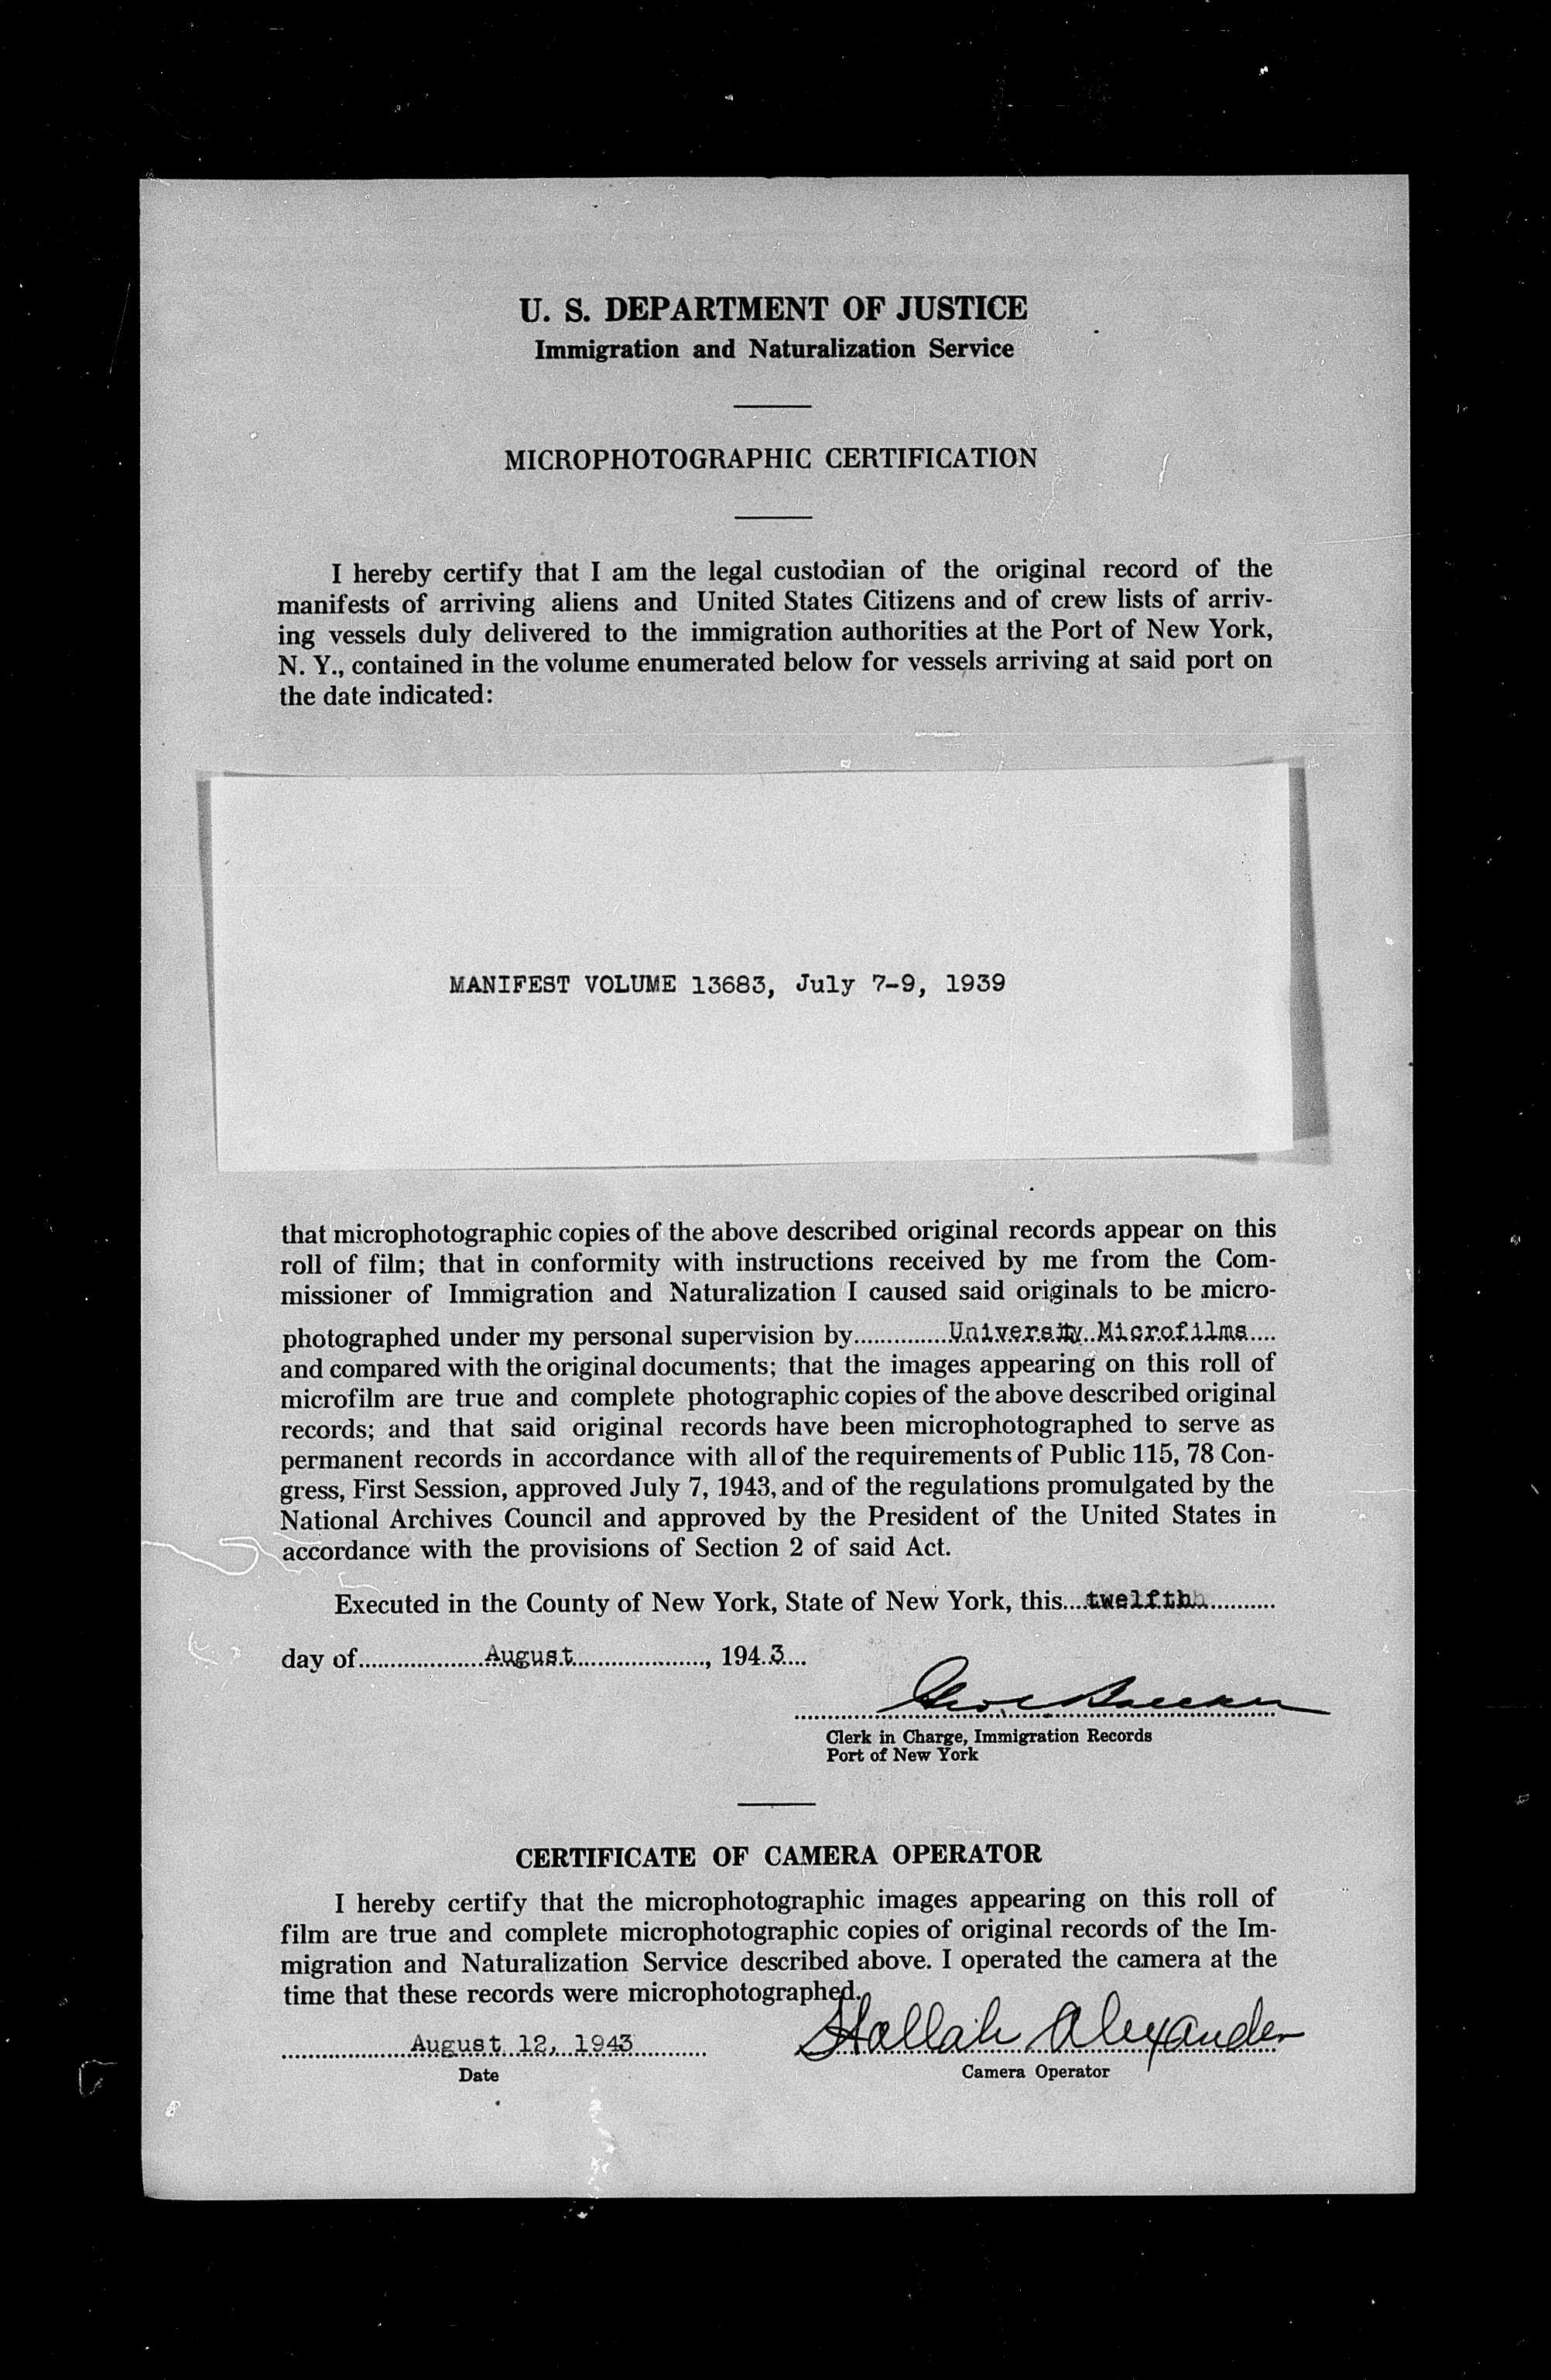 U. S. DEPARTMENT OF JUSTICE
Immigration and Naturalization Service
MICROPHOTOGRAPHIC CERTIFICATION
I hereby certify that I am the legal custodian of the original record of the
manifests of arriving aliens and United States Citizens and of crew lists of arriv-
ing vessels duly delivered to the immigration authorities at the Port of New York,
N. Y., contained in the volume enumerated below for vessels arriving at said port on
the date indicated:
MANIFEST VOLUME 13683, July 7-9, 1939
that microphotographic copies of the above described original records appear on this
roll of film; that in conformity with instructions received by me from the Com-
missioner of Immigration and Naturalization I caused said originals to be micro-
photographed under my personal supervision by University Microfilms
and compared with the original documents; that the images appearing on this roll of
microfilm are true and complete photographic copies of the above described original
records; and that said original records have been microphotographed to serve as
permanent records in accordance with all of the requirements of Public 115, 78 Con-
gress, First Session, approved July 7, 1943, and of the regulations promulgated by the
National Archives Council and approved by the President of the United States in
accordance with the provisions of Section 2 of said Act.
Executed in the County of New York, State of New York, this twelfth
day of August, 1943
Clerk in Charge, Immigration Records
Port of New York
CERTIFICATE OF CAMERA OPERATOR
I hereby certify that the microphotographic images appearing on this roll of
film are true and complete microphotographic copies of original records of the Im-
migration and Naturalization Service described above. I operated the camera at the
time that these records were microphotographed.
August 12, 1943 Hallah Alexander
Date Camera Operator